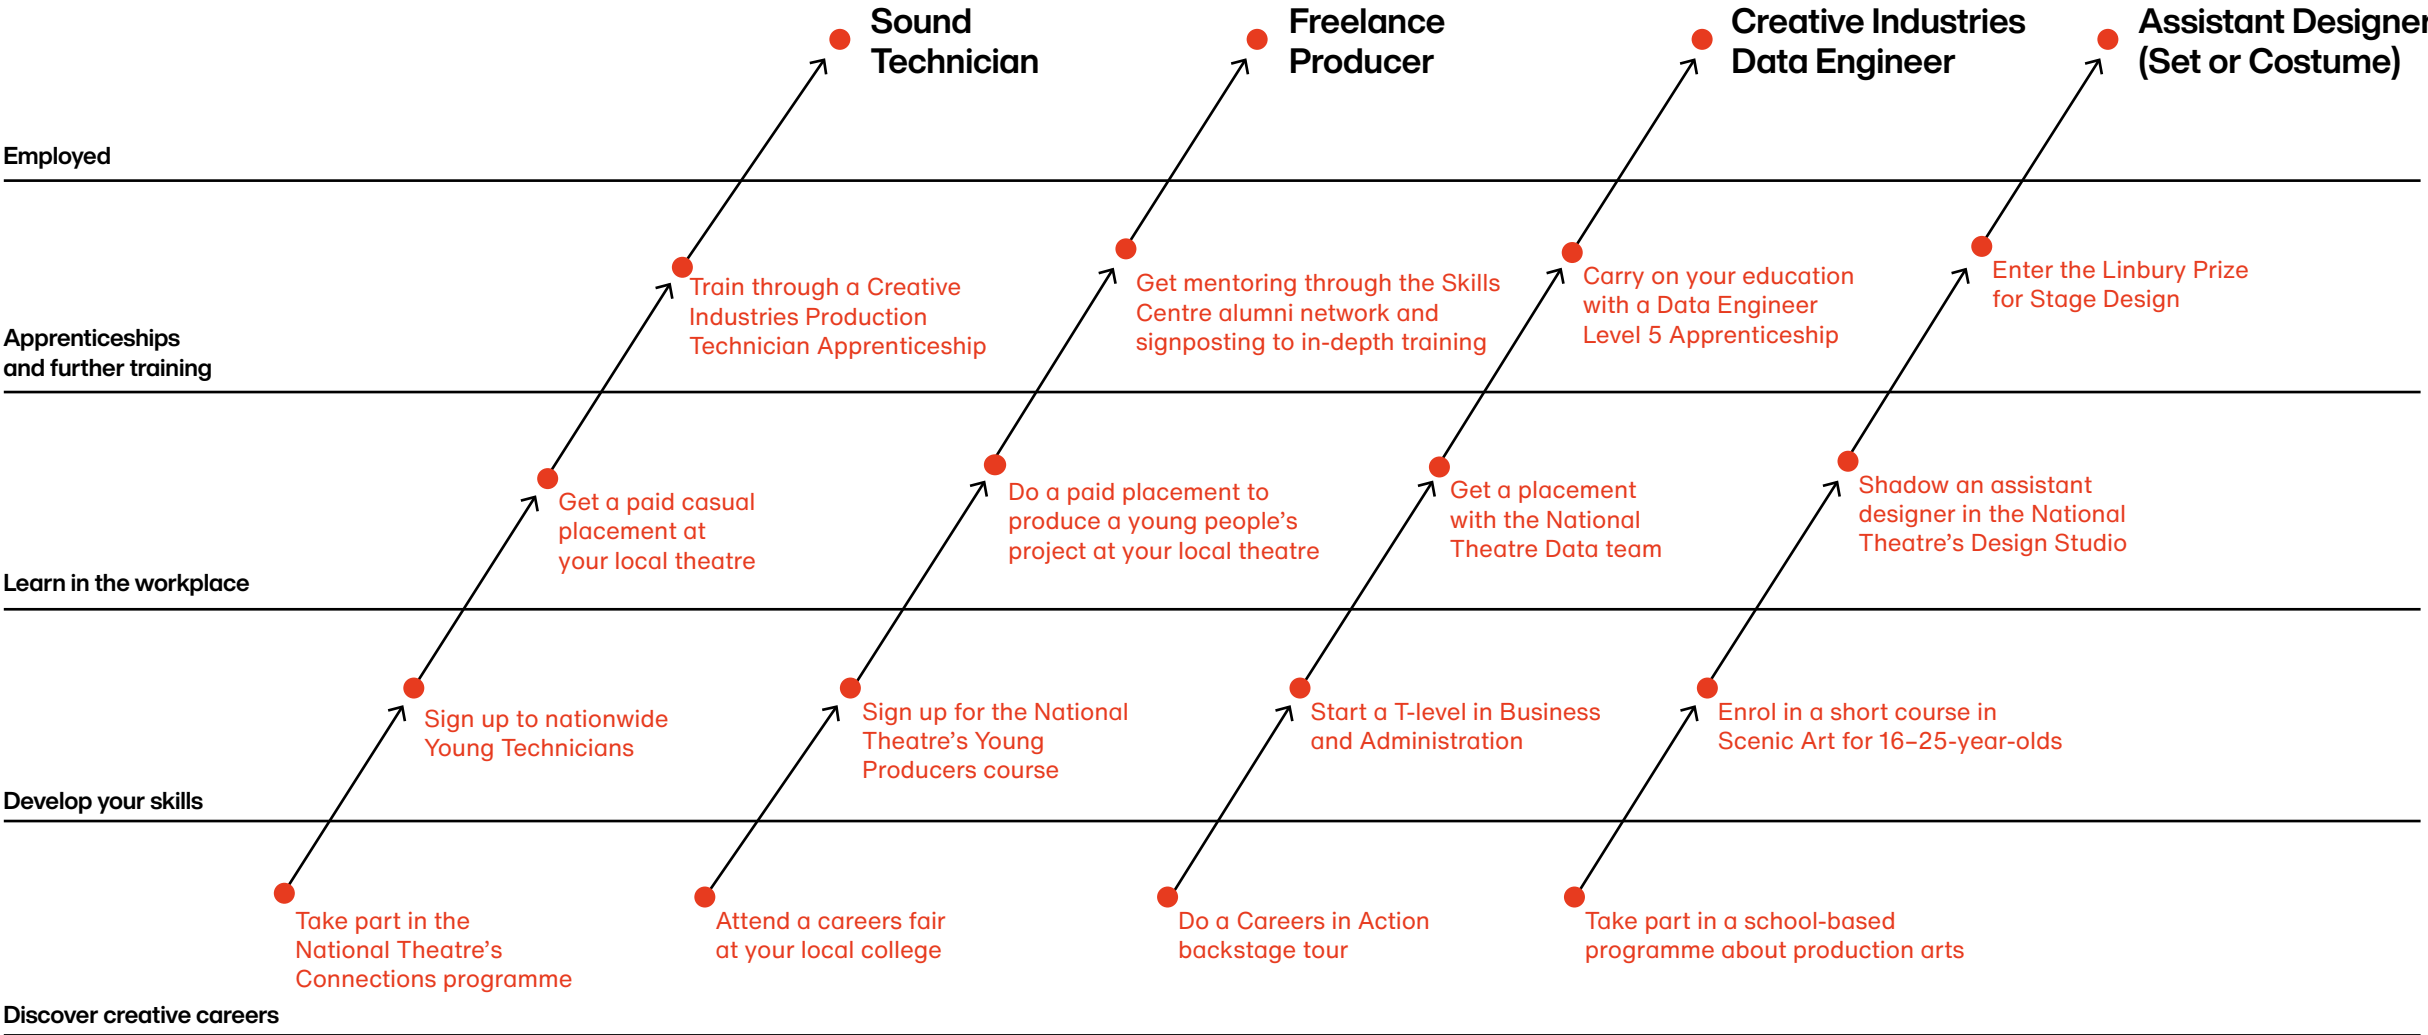 Sound
Technician
Freelance
Producer
Creative Industries
Data Engineer
Assistant Designer
(Set or Costume)
Employed
Train through a Creative
Industries Production
Technician Apprenticeship
Get mentoring through the Skills
Centre alumni network and
signposting to in-depth training
Carry on your education
with a Data Engineer
Level 5 Apprenticeship
Enter the Linbury Prize
for Stage Design
Apprenticeships
and further training
Get a paid casual
placement at
your local theatre
Do a paid placement to
produce a young people’s
project at your local theatre
Get a placement
with the National
Theatre Data team
Shadow an assistant
designer in the National
Theatre’s Design Studio
Learn in the workplace
Sign up to nationwide
Young Technicians
Sign up for the National
Theatre’s Young
Producers course
Start a T-level in Business
and Administration
Enrol in a short course in
Scenic Art for 16–25-year-olds
Develop your skills
Take part in the
National Theatre’s
Connections programme
Attend a careers fair
at your local college
Do a Careers in Action
backstage tour
Take part in a school-based
programme about production arts
Discover creative careers